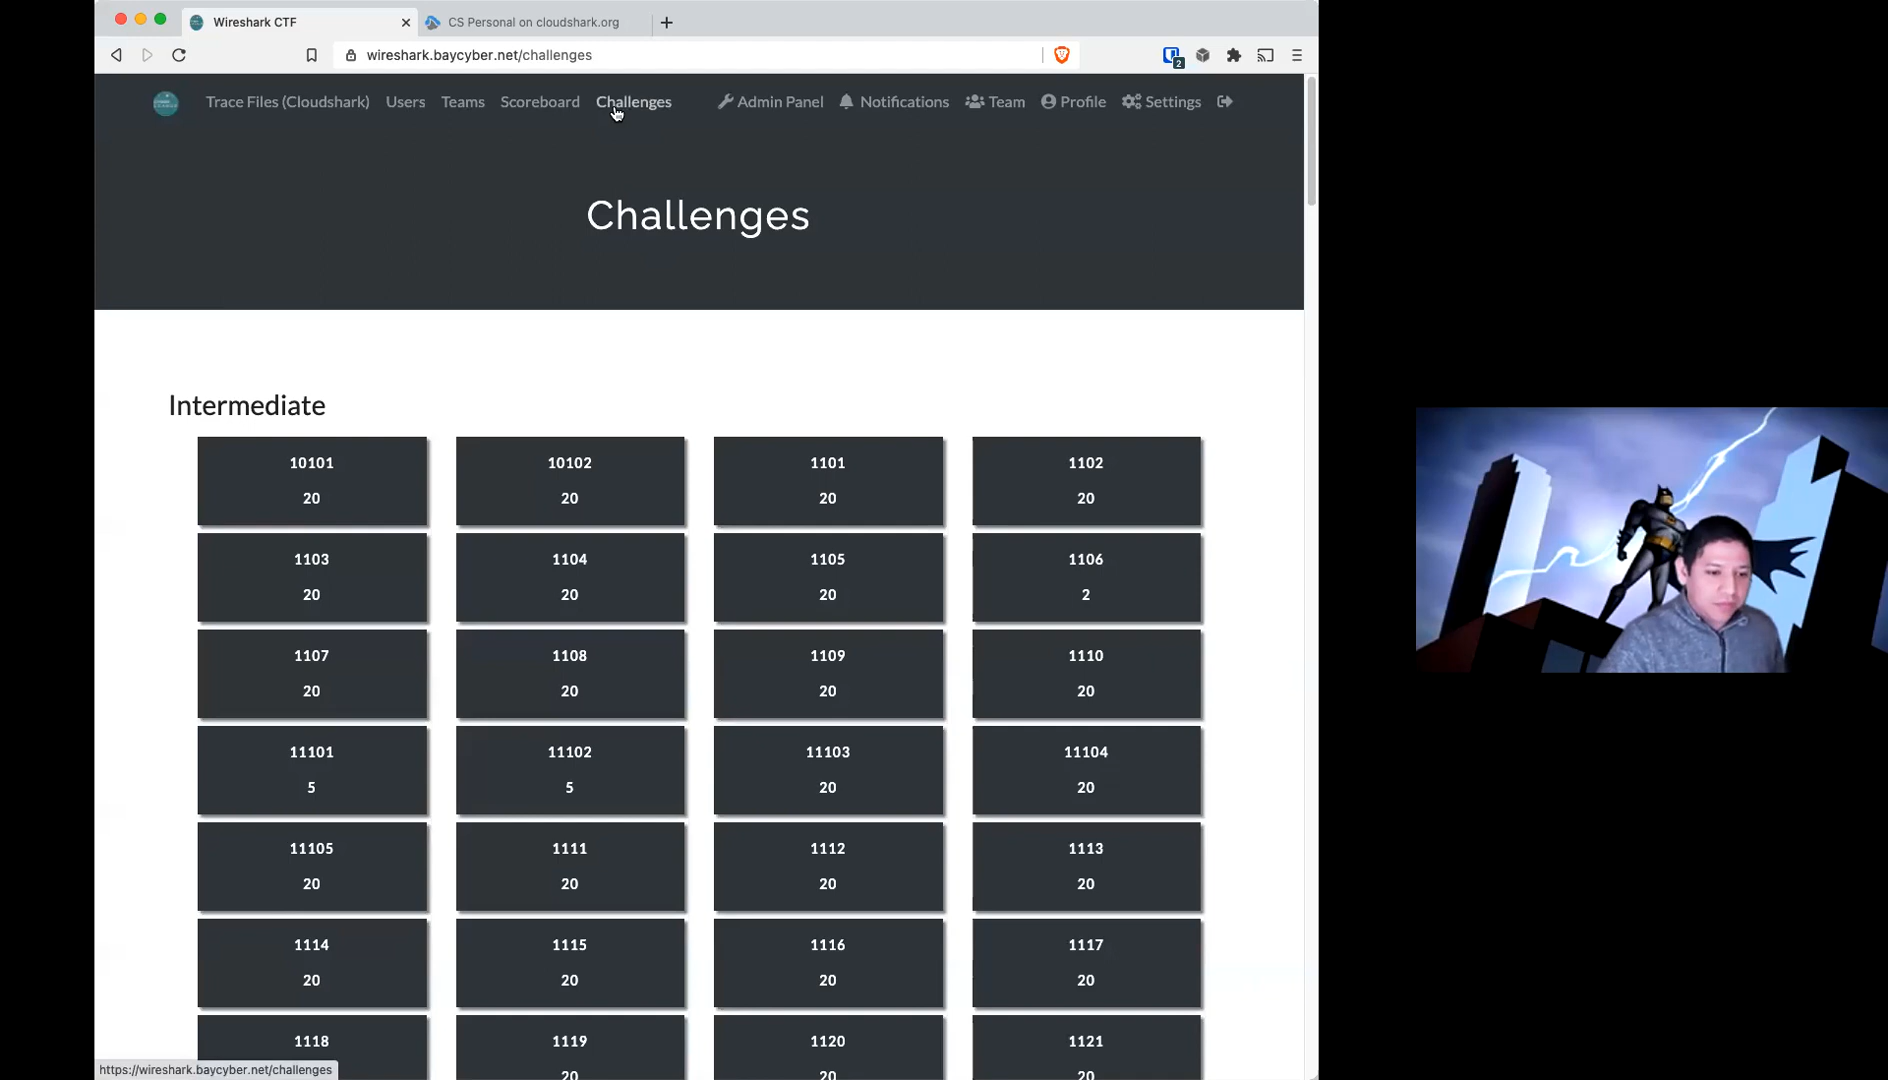 Wireshark CTF
CS Personal on cloudshark.org
wireshark.baycyber.net/challenges
2
Trace Files (Cloudshark) Users Teams Scoreboard Challenges Admin Panel Notifications Team Profile Settings
Challenges
Intermediate
10101 10102 1101 1102
20 20 20 20
1103 1104 1105 1106
20 20 20 2
1107 1108 1109 1110
20 20 20 20
11101 11102 11103 11104
5 5 20 20
11105 1111 1112 1113
20 20 20 20
1114 1115 1116 1117
20 20 20 20
1118 1119 1120 1121
20 20 20
https://wireshark.baycyber.net/challenges